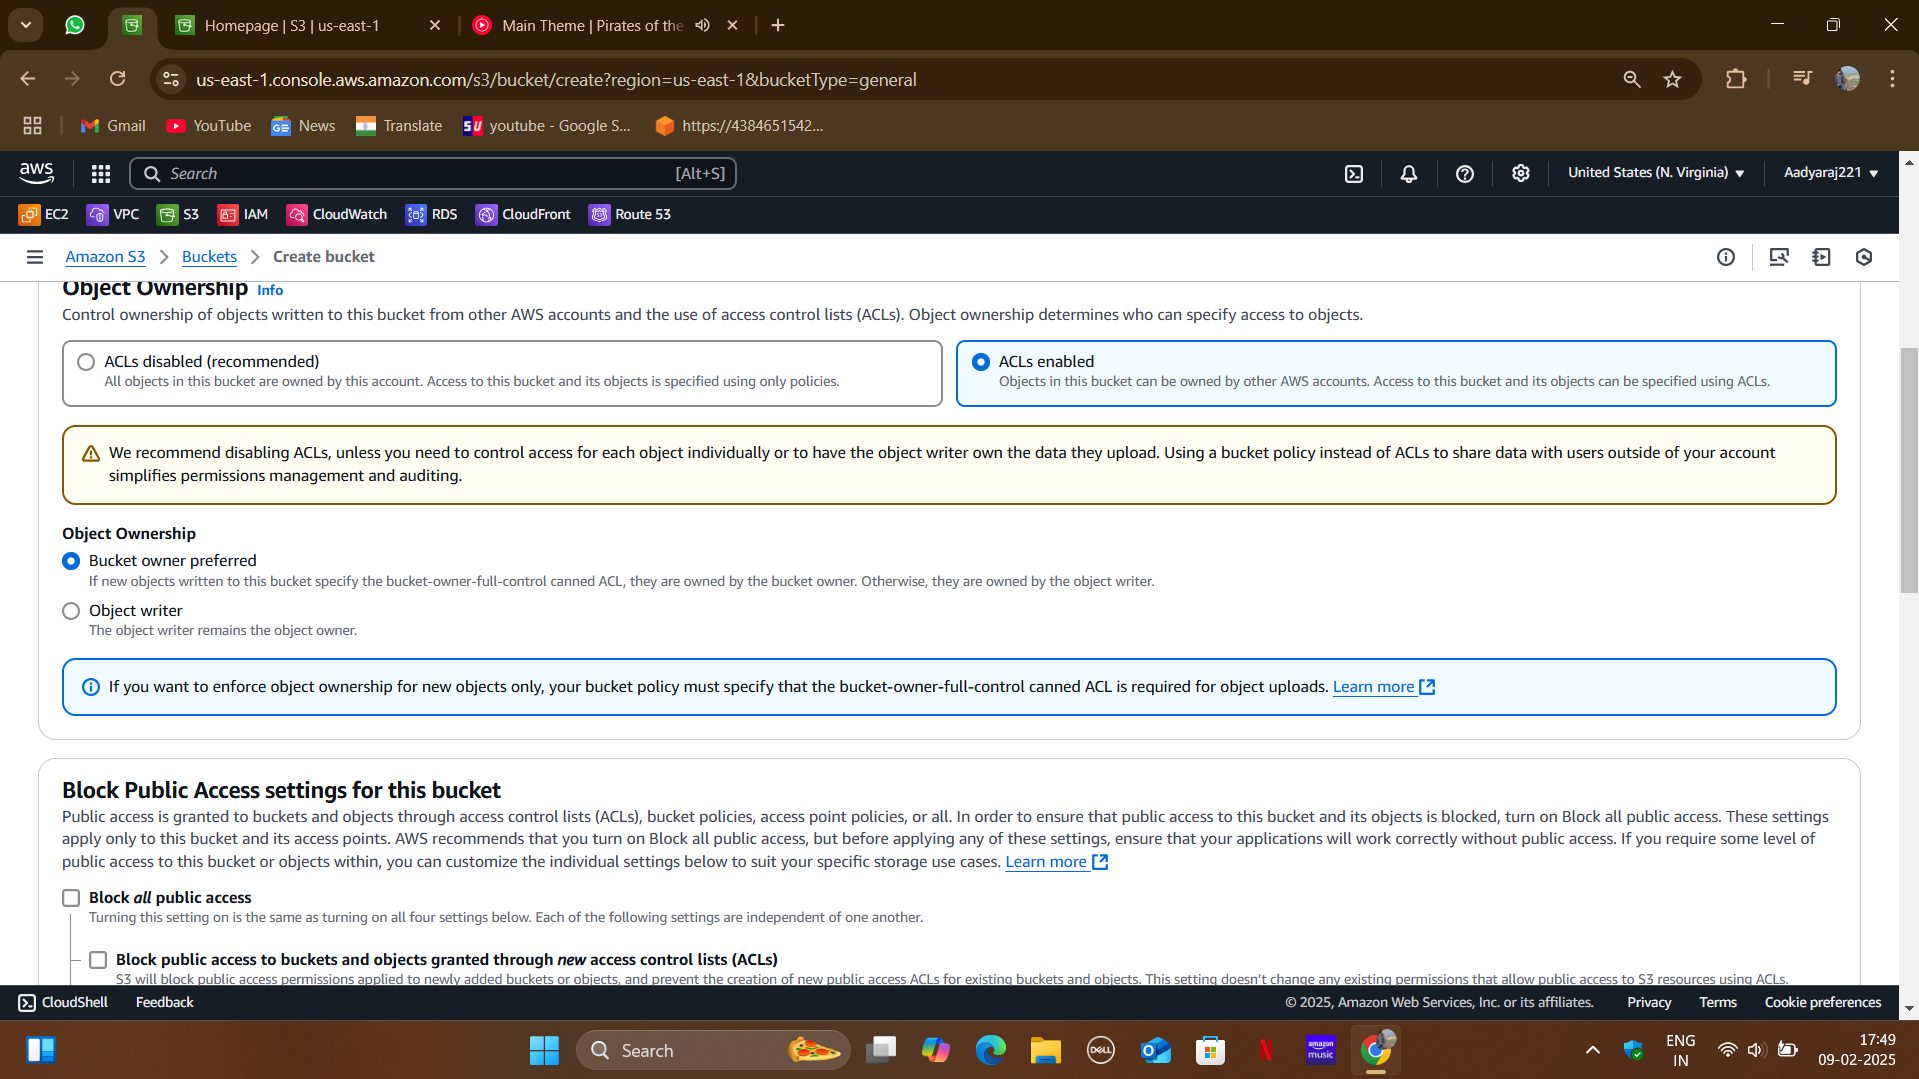 Homepage | S3 | us-east-1
Main Theme | Pirates of the
us-east-1.console.aws.amazon.com/s3/bucket/create?region=us-east-1&bucketType=general
Gmail
YouTube
News
Translate
SU
youtube - Google S...
https://4384651542...
aws
Search
[Alt+S]
United States (N. Virginia)
Aadyaraj221
EC2
VPC
S3
IAM
CloudWatch
RDS
CloudFront
Route 53
Amazon S3
Buckets
Create bucket
Object Ownership Info
Control ownership of objects written to this bucket from other AWS accounts and the use of access control lists (ACLs). Object ownership determines who can specify access to objects.
ACLs disabled (recommended)
All objects in this bucket are owned by this account. Access to this bucket and its objects is specified using only policies.
ACLs enabled
Objects in this bucket can be owned by other AWS accounts. Access to this bucket and its objects can be specified using ACLs.
We recommend disabling ACLs, unless you need to control access for each object individually or to have the object writer own the data they upload. Using a bucket policy instead of ACLs to share data with users outside of your account
simplifies permissions management and auditing.
Object Ownership
Bucket owner preferred
If new objects written to this bucket specify the bucket-owner-full-control canned ACL, they are owned by the bucket owner. Otherwise, they are owned by the object writer.
Object writer
The object writer remains the object owner.
If you want to enforce object ownership for new objects only, your bucket policy must specify that the bucket-owner-full-control canned ACL is required for object uploads. Learn more
Block Public Access settings for this bucket
Public access is granted to buckets and objects through access control lists (ACLs), bucket policies, access point policies, or all. In order to ensure that public access to this bucket and its objects is blocked, turn on Block all public access. These settings
apply only to this bucket and its access points. AWS recommends that you turn on Block all public access, but before applying any of these settings, ensure that your applications will work correctly without public access. If you require some level of
public access to this bucket or objects within, you can customize the individual settings below to suit your specific storage use cases. Learn more
Block all public access
Turning this setting on is the same as turning on all four settings below. Each of the following settings are independent of one another.
Block public access to buckets and objects granted through new access control lists (ACLs)
S3 will block public access permissions applied to newly added buckets or objects, and prevent the creation of new public access ACLs for existing buckets and objects. This setting doesn't change any existing permissions that allow public access to S3 resources using ACLs.
CloudShell
Feedback
© 2025, Amazon Web Services, Inc. or its affiliates.
Privacy
Terms
Cookie preferences
Search
DELL
amazon
music
ENG
IN
17:49
09-02-2025